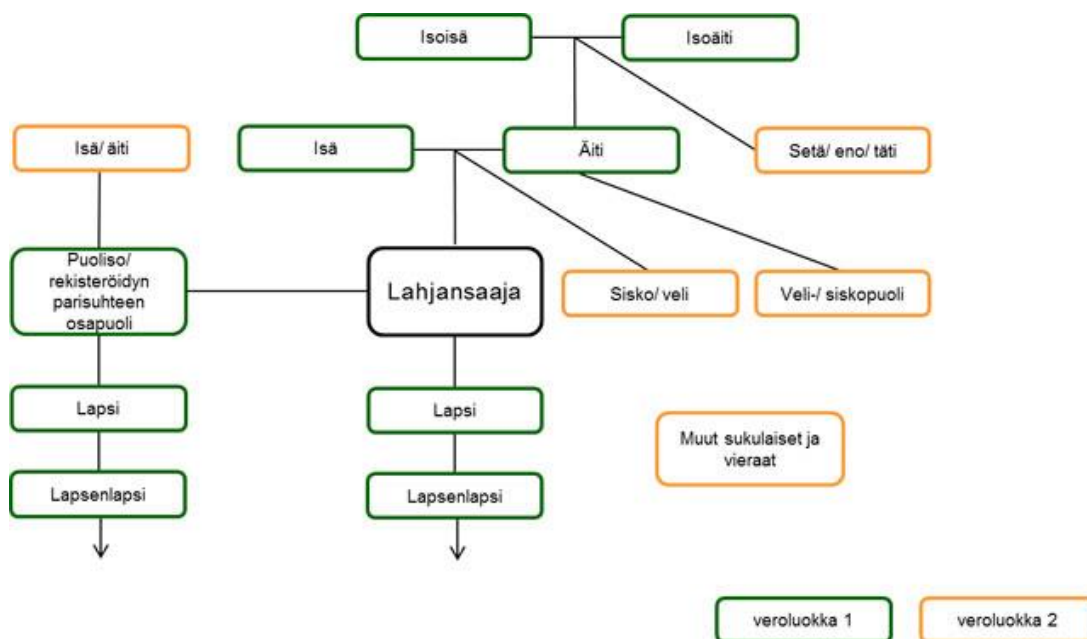 Isoisä
Isoäiti
Isä/ äiti
Isä
Äiti
Setä/ eno/ täti
Puoliso/
rekisteröidyn
parisuhteen
osapuoli
Lahjansaaja
Sisko/ veli
Veli-/ siskopuoli
Lapsi
Lapsi
Muut sukulaiset ja
vieraat
Lapsenlapsi
Lapsenlapsi
veroluokka 1
veroluokka 2